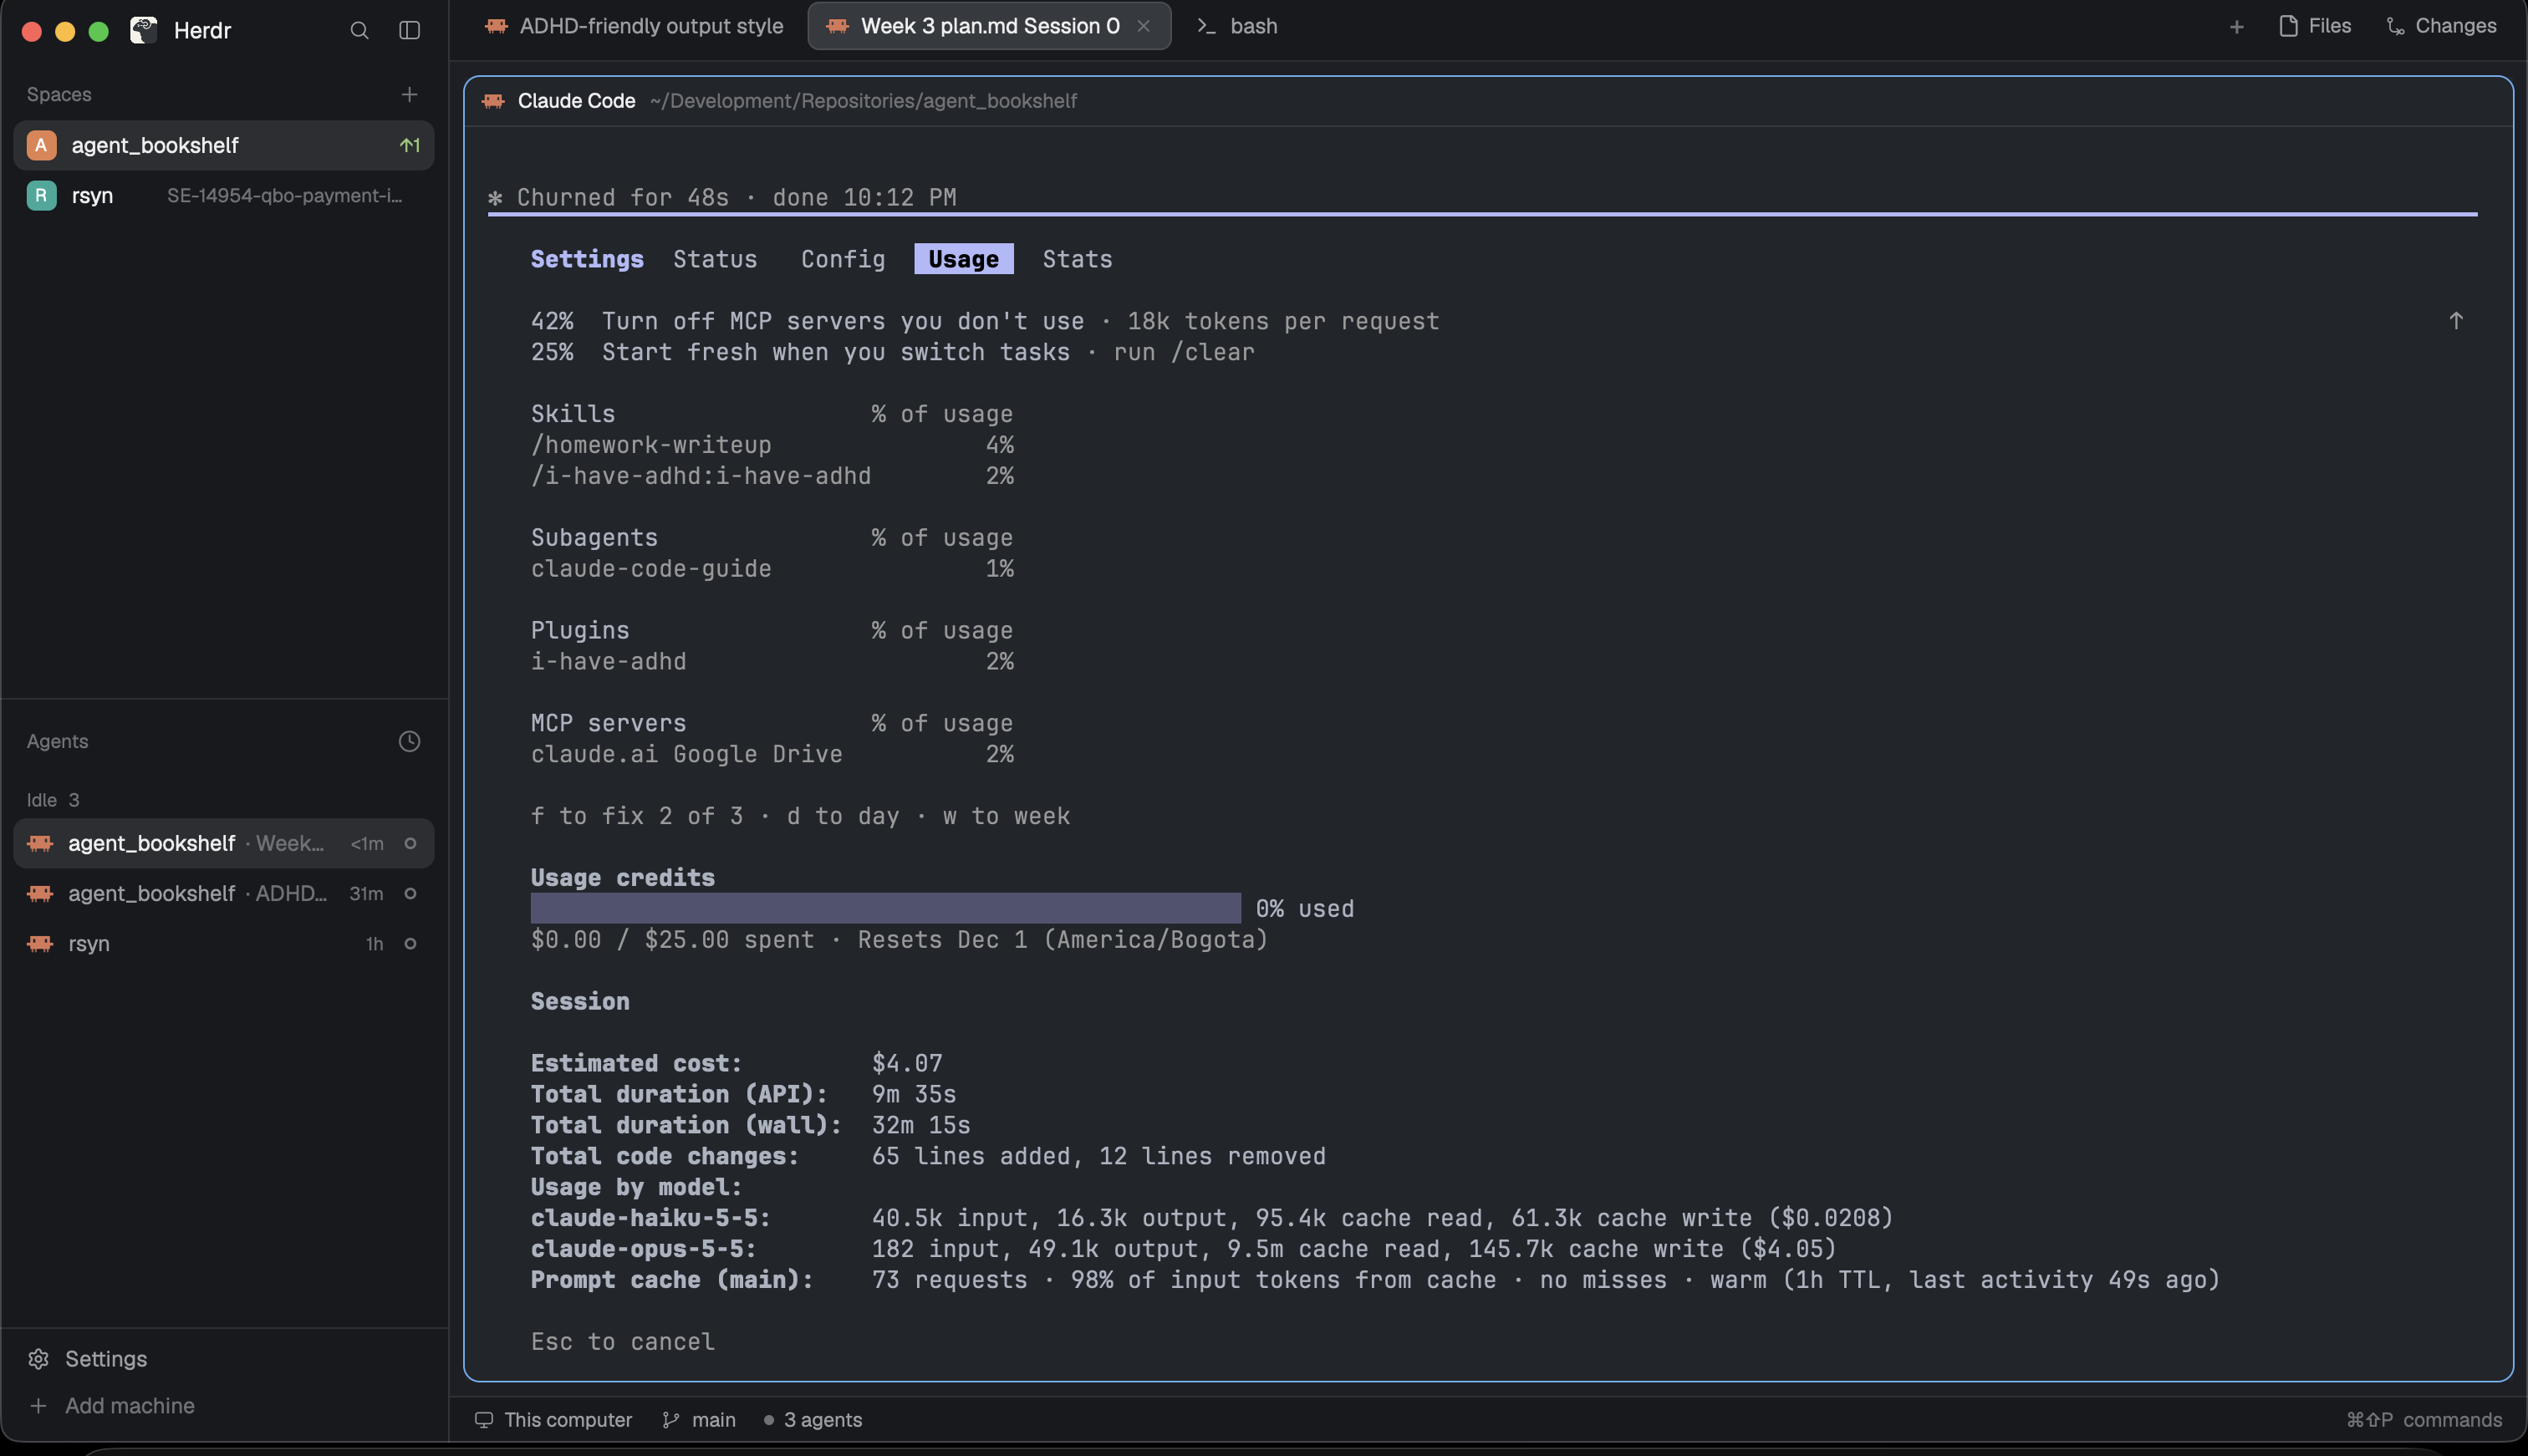 Herdr
ADHD-friendly output style
Week 3 plan.md Session 0 ×
>_ bash
+
Files
Changes
Spaces +
A agent_bookshelf ↑1
R rsyn SE-14954-qbo-payment-i...
Agents
Idle 3
agent_bookshelf · Week... <1m
agent_bookshelf · ADHD... 31m
rsyn 1h
Settings
+ Add machine
Claude Code ~/Development/Repositories/agent_bookshelf
✻ Churned for 48s · done 10:12 PM
Settings Status Config Usage Stats
42% Turn off MCP servers you don't use · 18k tokens per request ↑
25% Start fresh when you switch tasks · run /clear
Skills % of usage
/homework-writeup 4%
/i-have-adhd:i-have-adhd 2%
Subagents % of usage
claude-code-guide 1%
Plugins % of usage
i-have-adhd 2%
MCP servers % of usage
claude.ai Google Drive 2%
f to fix 2 of 3 · d to day · w to week
Usage credits
0% used
$0.00 / $25.00 spent · Resets Dec 1 (America/Bogota)
Session
Estimated cost: $4.07
Total duration (API): 9m 35s
Total duration (wall): 32m 15s
Total code changes: 65 lines added, 12 lines removed
Usage by model:
claude-haiku-5-5: 40.5k input, 16.3k output, 95.4k cache read, 61.3k cache write ($0.0208)
claude-opus-5-5: 182 input, 49.1k output, 9.5m cache read, 145.7k cache write ($4.05)
Prompt cache (main): 73 requests · 98% of input tokens from cache · no misses · warm (1h TTL, last activity 49s ago)
Esc to cancel
This computer main 3 agents
⌘⇧P commands